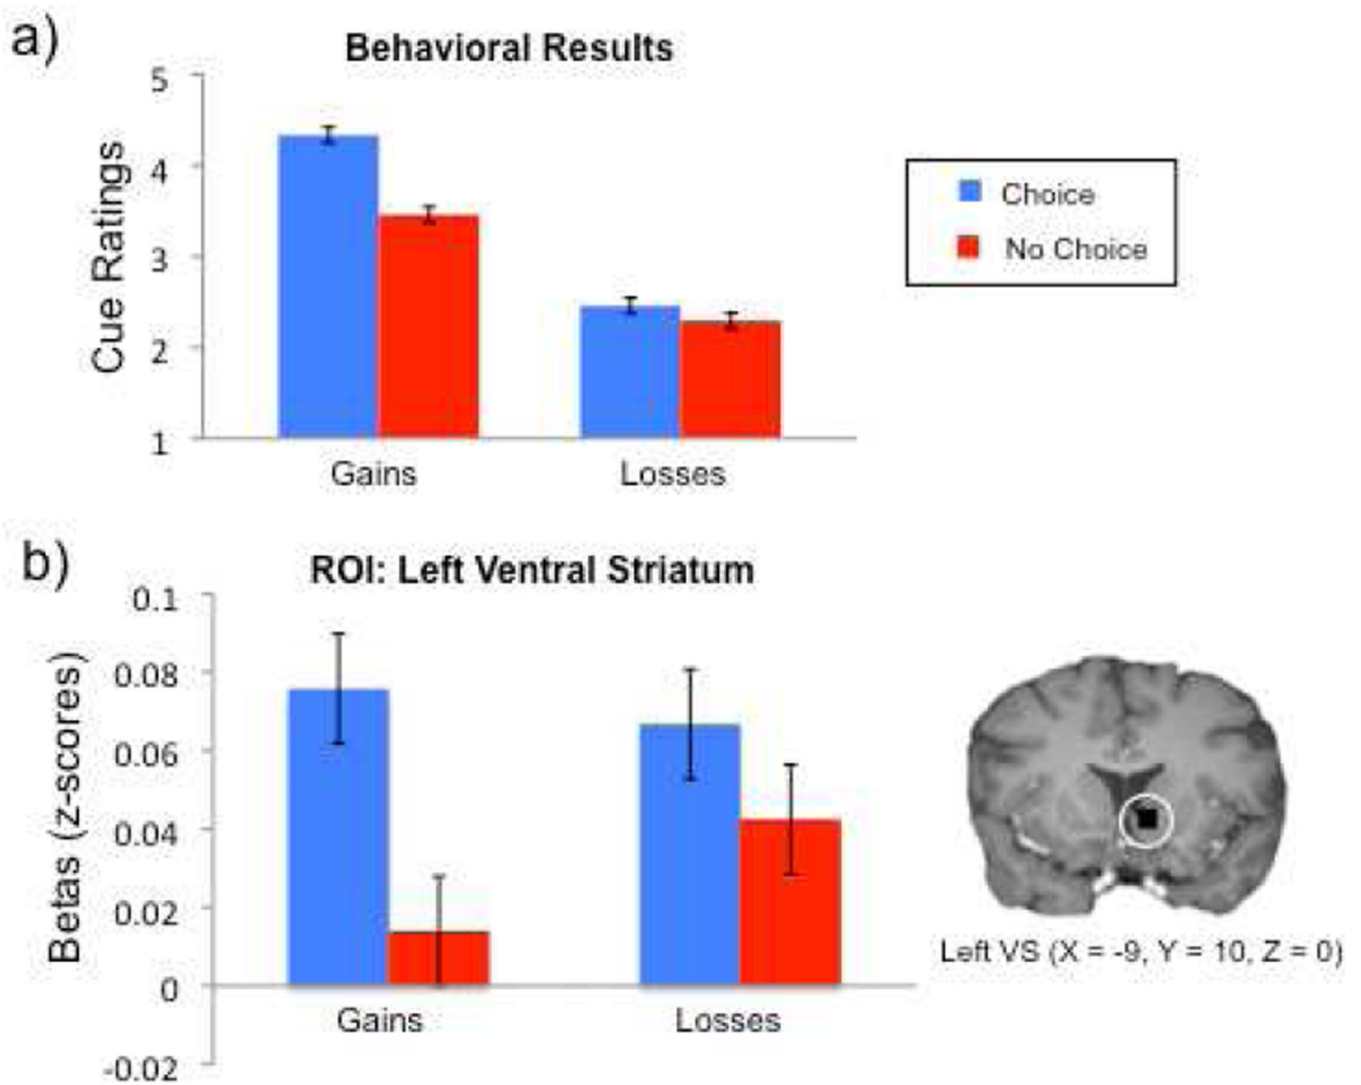 a)
Behavioral Results
5
4
3
2
1
Cue Ratings
Gains Losses
Choice
No Choice
b)
ROI: Left Ventral Striatum
0.1
0.08
0.06
0.04
0.02
0
-0.02
Betas (z-scores)
Gains Losses
Left VS (X = -9, Y = 10, Z = 0)